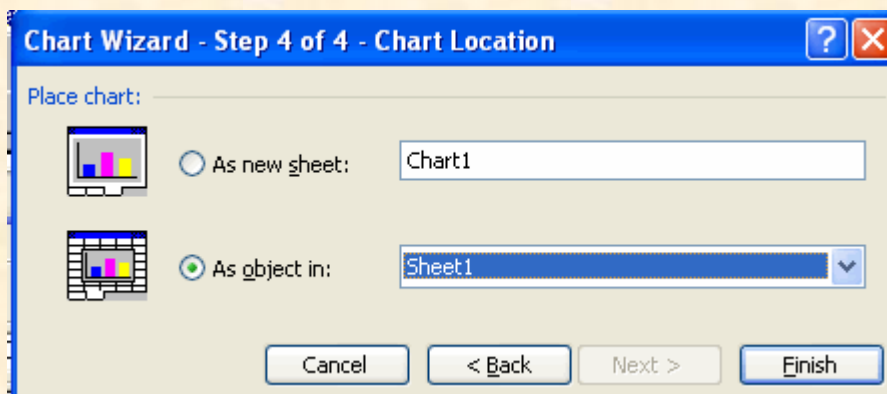 Chart Wizard - Step 4 of 4 - Chart Location
?
Place chart:
As new sheet: Chart1
As object in: Sheet1
Cancel < Back Next > Finish